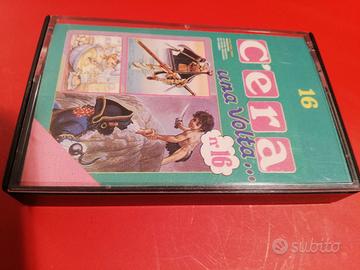 16
c'era
una volta...
n° 16
subito